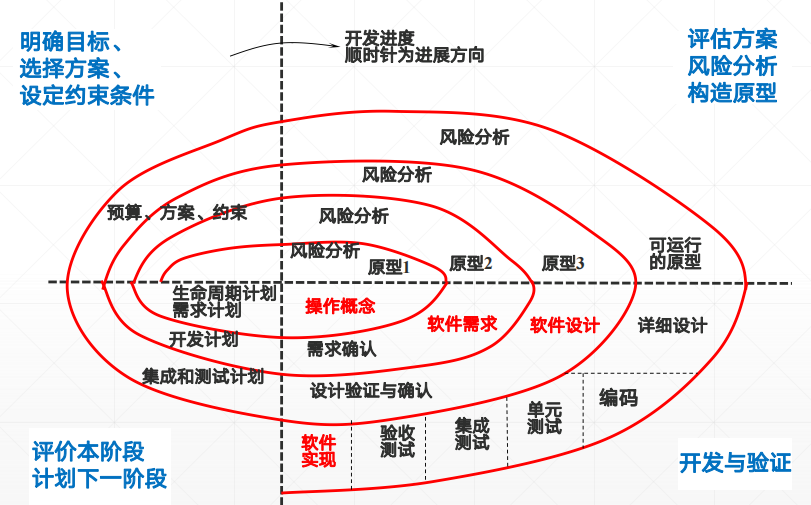 明确目标、
选择方案、
设定约束条件
开发进度
顺时针为进展方向
评估方案
风险分析
构造原型
风险分析
风险分析
预算、方案、约束
风险分析
风险分析
原型1
原型2
原型3
可运行
的原型
生命周期计划
需求计划
操作概念
软件需求
软件设计
详细设计
开发计划
需求确认
集成和测试计划
设计验证与确认
软件
实现
验收
测试
集成
测试
单元
测试
编码
评价本阶段
计划下一阶段
开发与验证